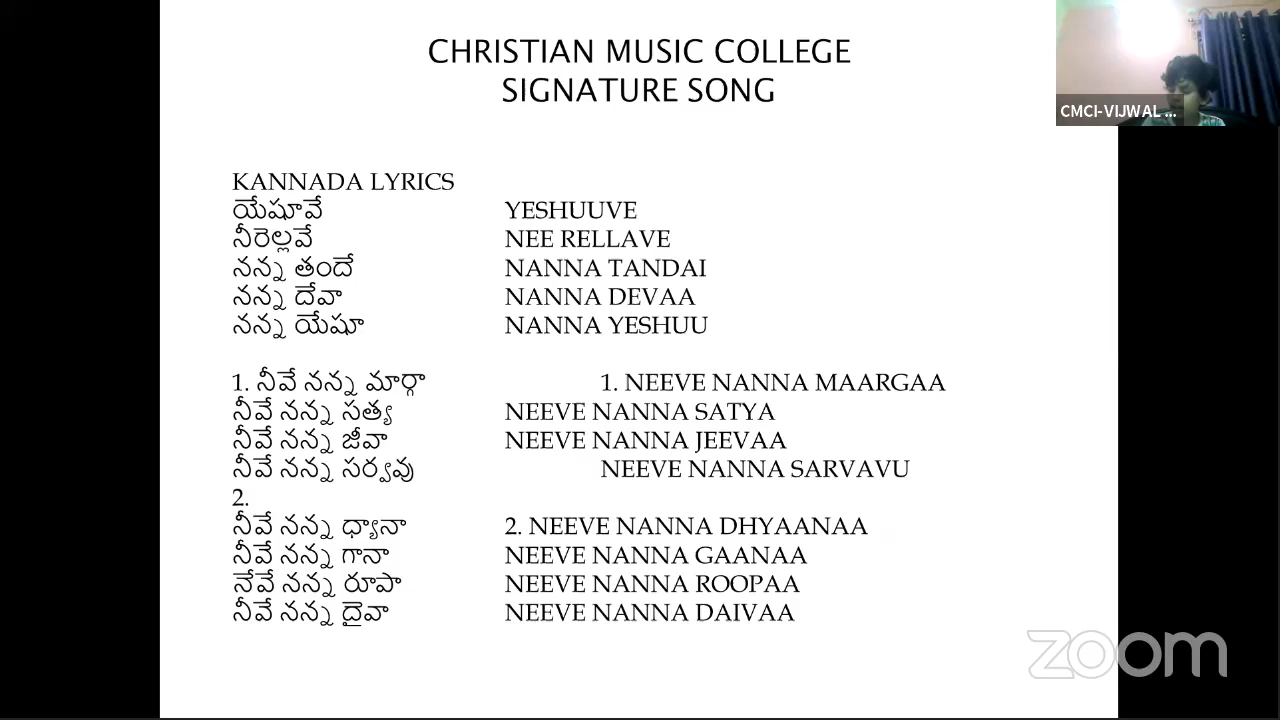 CHRISTIAN MUSIC COLLEGE
SIGNATURE SONG
CMCI-VIJWAL ...
KANNADA LYRICS
యేషూవే YESHUUVE
నీరెల్లవే NEE RELLAVE
నన్న తందే NANNA TANDAI
నన్న దేవా NANNA DEVAA
నన్న యేషూ NANNA YESHUU
1. నీవే నన్న మార్గా 1. NEEVE NANNA MAARGAA
నీవే నన్న సత్య NEEVE NANNA SATYA
నీవే నన్న జీవా NEEVE NANNA JEEVAA
నీవే నన్న సర్వవు NEEVE NANNA SARVAVU
2.
నీవే నన్న ధ్యానా 2. NEEVE NANNA DHYAANAA
నీవే నన్న గానా NEEVE NANNA GAANAA
నేవే నన్న రూపా NEEVE NANNA ROOPAA
నీవే నన్న దైవా NEEVE NANNA DAIVAA
zoom